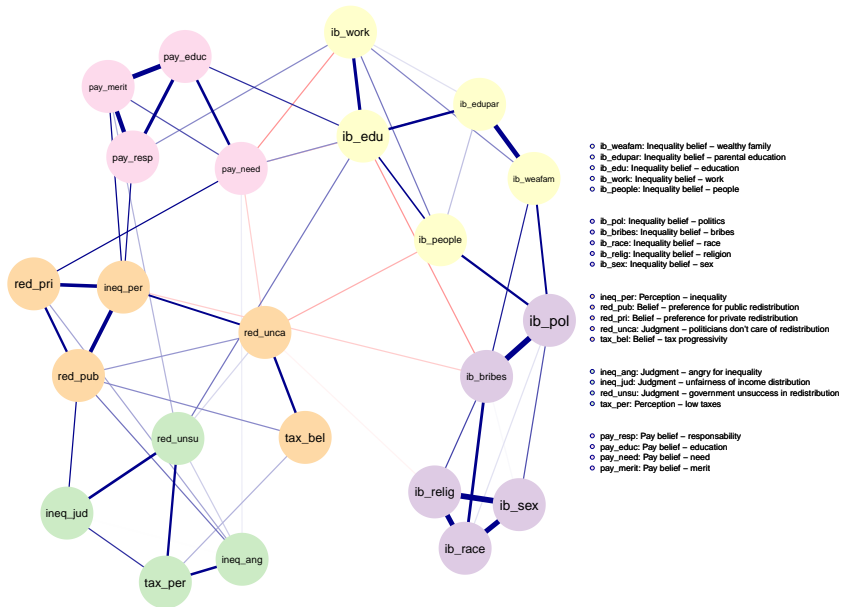 ib_work
pay_educ
pay_merit
ib_edupar
ib_edu
pay_resp
pay_need
ib_weafam
ib_people
red_pri
ineq_per
red_unca
ib_pol
red_pub
ib_bribes
red_unsu
tax_bel
ib_relig
ib_sex
ineq_jud
ib_race
ineq_ang
tax_per
ib_weafam: Inequality belief – wealthy family
ib_edupar: Inequality belief – parental education
ib_edu: Inequality belief – education
ib_work: Inequality belief – work
ib_people: Inequality belief – people
ib_pol: Inequality belief – politics
ib_bribes: Inequality belief – bribes
ib_race: Inequality belief – race
ib_relig: Inequality belief – religion
ib_sex: Inequality belief – sex
ineq_per: Perception – inequality
red_pub: Belief – preference for public redistribution
red_pri: Belief – preference for private redistribution
red_unca: Judgment – politicians don't care of redistribution
tax_bel: Belief – tax progressivity
ineq_ang: Judgment – angry for inequality
ineq_jud: Judgment – unfairness of income distribution
red_unsu: Judgment – government unsuccess in redistribution
tax_per: Perception – low taxes
pay_resp: Pay belief – responsability
pay_educ: Pay belief – education
pay_need: Pay belief – need
pay_merit: Pay belief – merit